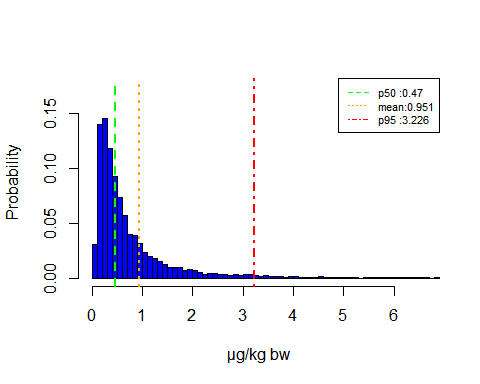 p50 :0.47
mean:0.951
p95 :3.226
Probability
0.15
0.10
0.05
0.00
0 1 2 3 4 5 6
µg/kg bw